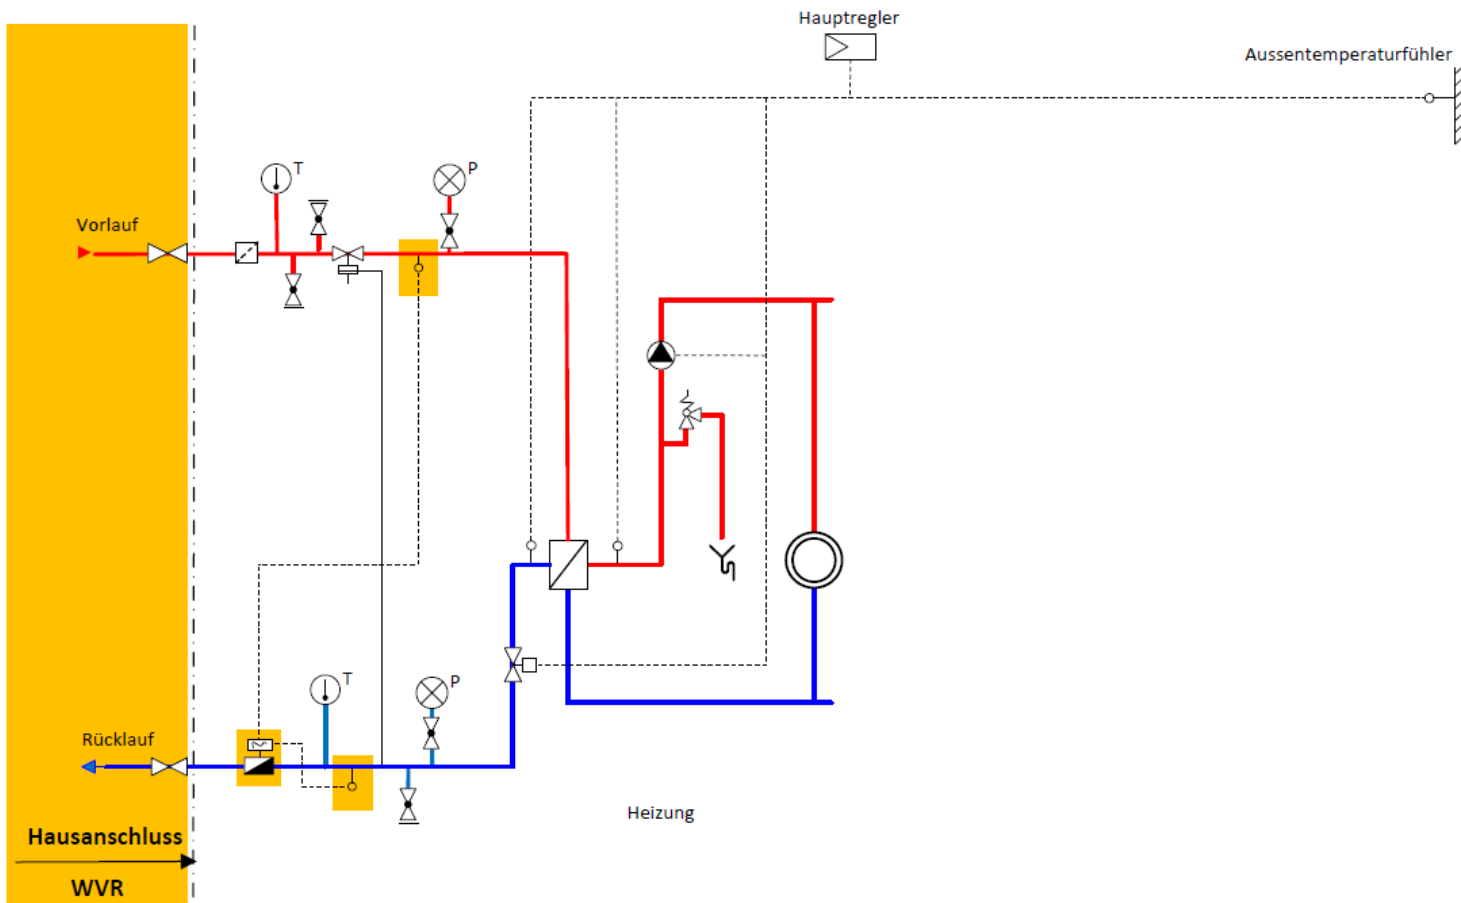 Hauptregler
Aussentemperaturfühler
T
P
Vorlauf
T
P
Rücklauf
Heizung
Hausanschluss
WVR